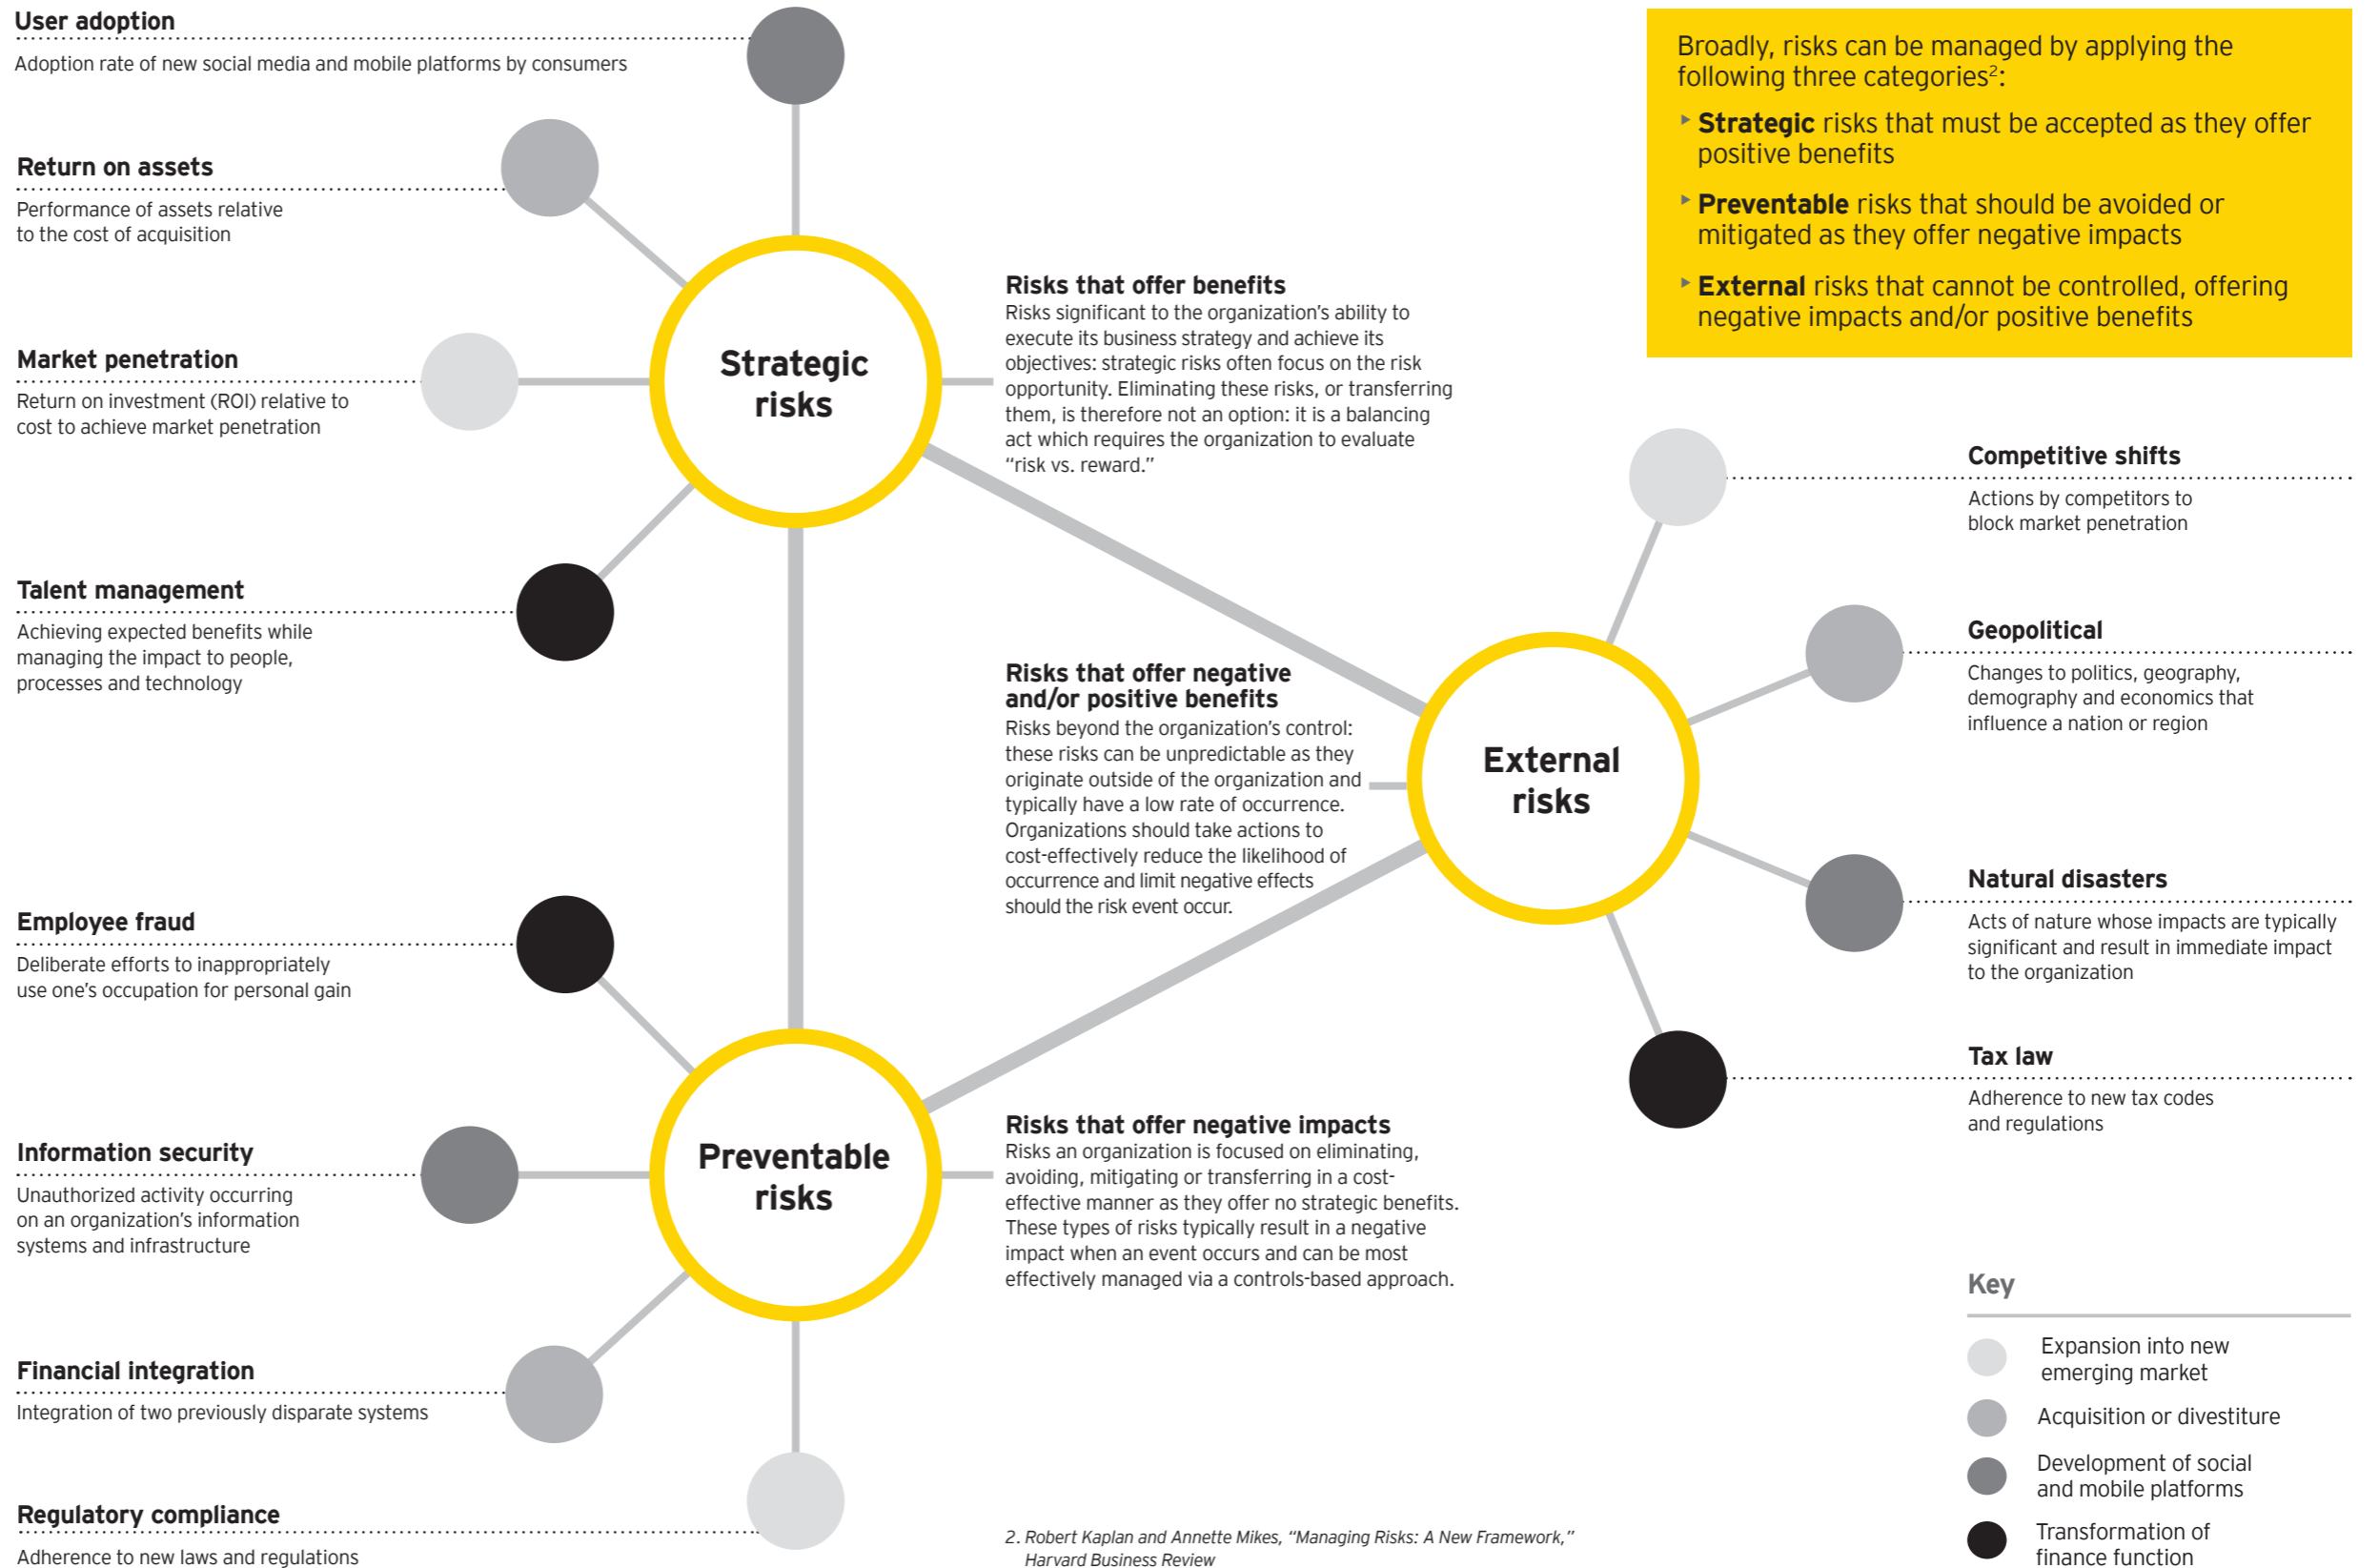 User adoption
Adoption rate of new social media and mobile platforms by consumers
Return on assets
Performance of assets relative
to the cost of acquisition
Market penetration
Return on investment (ROI) relative to
cost to achieve market penetration
Talent management
Achieving expected benefits while
managing the impact to people,
processes and technology
Strategic
risks
Risks that offer benefits
Risks significant to the organization’s ability to
execute its business strategy and achieve its
objectives: strategic risks often focus on the risk
opportunity. Eliminating these risks, or transferring
them, is therefore not an option: it is a balancing
act which requires the organization to evaluate
“risk vs. reward.”
Broadly, risks can be managed by applying the
following three categories²:
▸ Strategic risks that must be accepted as they offer
positive benefits
▸ Preventable risks that should be avoided or
mitigated as they offer negative impacts
▸ External risks that cannot be controlled, offering
negative impacts and/or positive benefits
Risks that offer negative
and/or positive benefits
Risks beyond the organization’s control:
these risks can be unpredictable as they
originate outside of the organization and
typically have a low rate of occurrence.
Organizations should take actions to
cost-effectively reduce the likelihood of
occurrence and limit negative effects
should the risk event occur.
External
risks
Competitive shifts
Actions by competitors to
block market penetration
Geopolitical
Changes to politics, geography,
demography and economics that
influence a nation or region
Natural disasters
Acts of nature whose impacts are typically
significant and result in immediate impact
to the organization
Tax law
Adherence to new tax codes
and regulations
Employee fraud
Deliberate efforts to inappropriately
use one’s occupation for personal gain
Information security
Unauthorized activity occurring
on an organization’s information
systems and infrastructure
Financial integration
Integration of two previously disparate systems
Regulatory compliance
Adherence to new laws and regulations
Preventable
risks
Risks that offer negative impacts
Risks an organization is focused on eliminating,
avoiding, mitigating or transferring in a cost-
effective manner as they offer no strategic benefits.
These types of risks typically result in a negative
impact when an event occurs and can be most
effectively managed via a controls-based approach.
Key
Expansion into new
emerging market
Acquisition or divestiture
Development of social
and mobile platforms
Transformation of
finance function
2. Robert Kaplan and Annette Mikes, “Managing Risks: A New Framework,”
Harvard Business Review